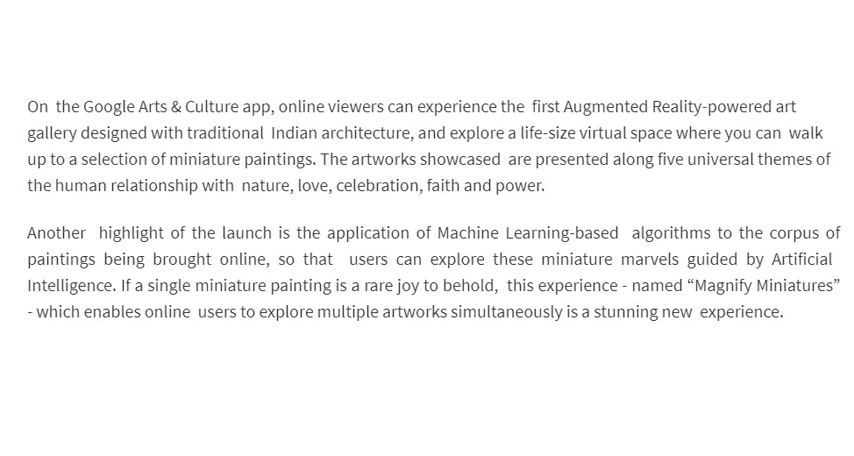 On the Google Arts & Culture app, online viewers can experience the first Augmented Reality-powered art
gallery designed with traditional Indian architecture, and explore a life-size virtual space where you can walk
up to a selection of miniature paintings. The artworks showcased are presented along five universal themes of
the human relationship with nature, love, celebration, faith and power.
Another highlight of the launch is the application of Machine Learning-based algorithms to the corpus of
paintings being brought online, so that users can explore these miniature marvels guided by Artificial
Intelligence. If a single miniature painting is a rare joy to behold, this experience - named “Magnify Miniatures”
- which enables online users to explore multiple artworks simultaneously is a stunning new experience.